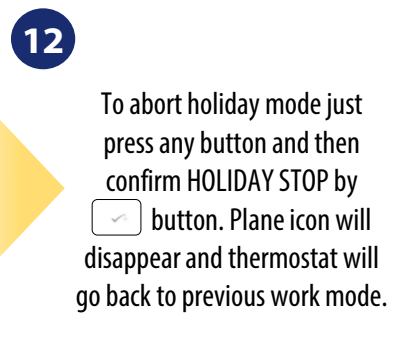 12
To abort holiday mode just
press any button and then
confirm HOLIDAY STOP by
button. Plane icon will
disappear and thermostat will
go back to previous work mode.